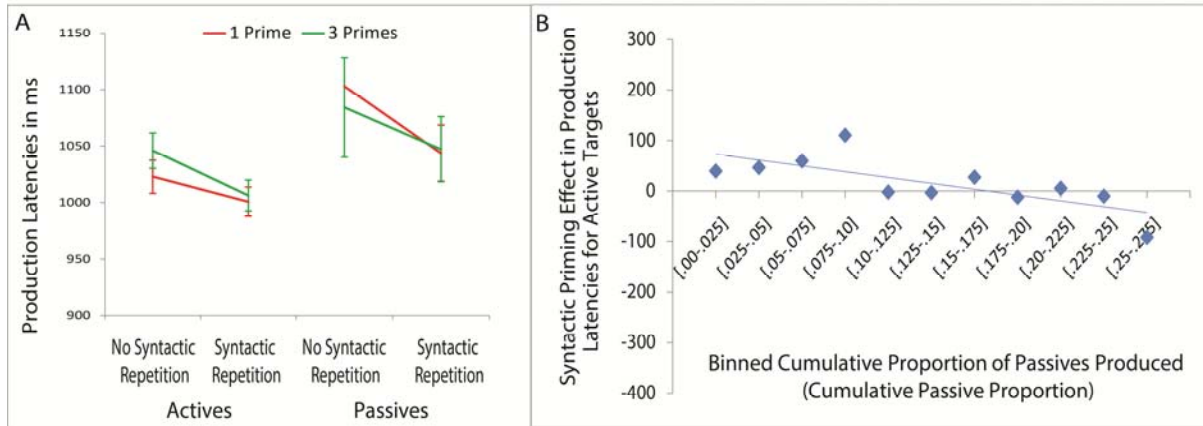 A
1 Prime
3 Primes
Production Latencies in ms
1150
1100
1050
1000
950
900
No Syntactic
Repetition
Syntactic
Repetition
No Syntactic
Repetition
Syntactic
Repetition
Actives
Passives
B
Syntactic Priming Effect in Production
Latencies for Active Targets
300
200
100
0
-100
-200
-300
-400
[.00-.025]
[.025-.05]
[.05-.075]
[.075-.10]
[.10-.125]
[.125-.15]
[.15-.175]
[.175-.20]
[.20-.225]
[.225-.25]
Binned Cumulative Proportion of Passives Produced
(Cumulative Passive Proportion)